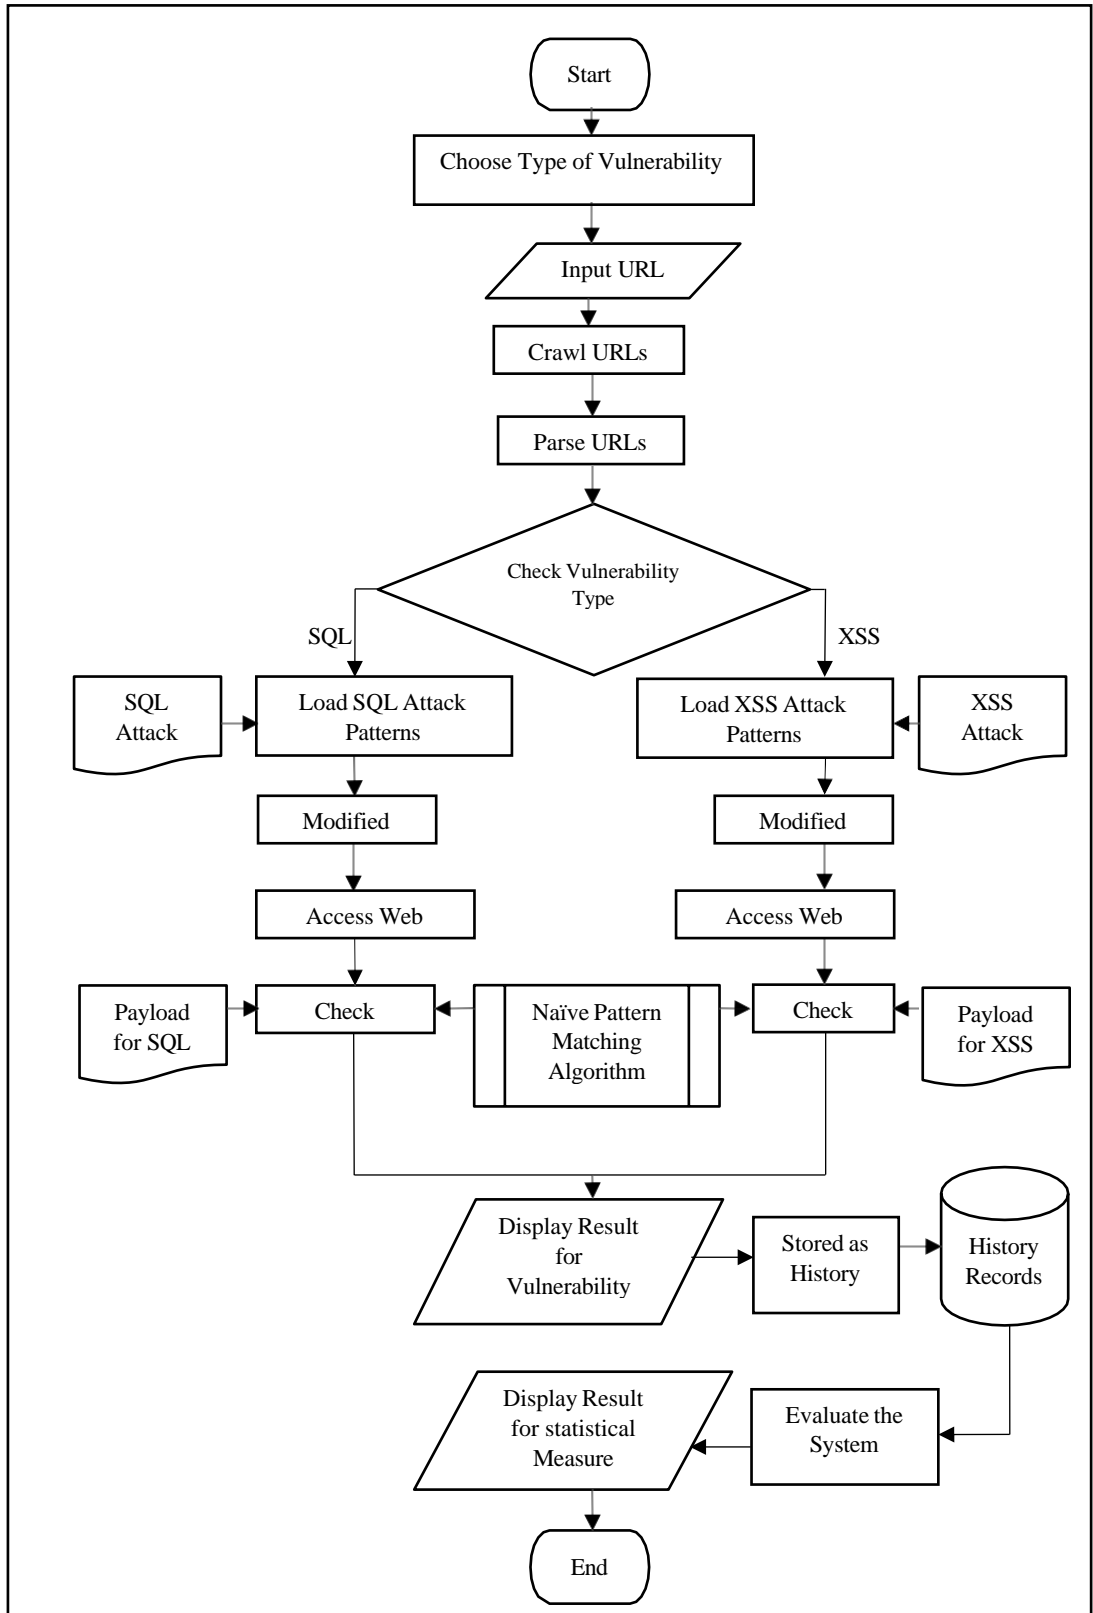 Start
Choose Type of Vulnerability
Input URL
Crawl URLs
Parse URLs
Check Vulnerability
Type
SQL
XSS
SQL
Attack
Load SQL Attack
Patterns
Load XSS Attack
Patterns
XSS
Attack
Modified
Modified
Access Web
Access Web
Payload
for SQL
Check
Naïve Pattern
Matching
Algorithm
Check
Payload
for XSS
Display Result
for
Vulnerability
Stored as
History
History
Records
Display Result
for statistical
Measure
Evaluate the
System
End